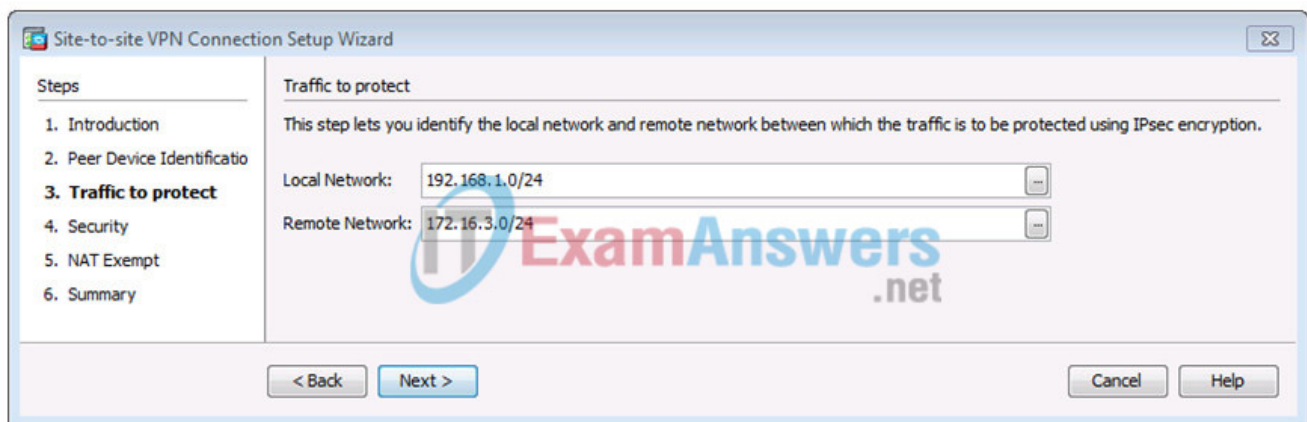 Site-to-site VPN Connection Setup Wizard
Steps
1. Introduction
2. Peer Device Identificatio
3. Traffic to protect
4. Security
5. NAT Exempt
6. Summary
Traffic to protect
This step lets you identify the local network and remote network between which the traffic is to be protected using IPsec encryption.
Local Network: 192.168.1.0/24 ...
Remote Network: 172.16.3.0/24 ...
ITExamAnswers
.net
< Back Next > Cancel Help